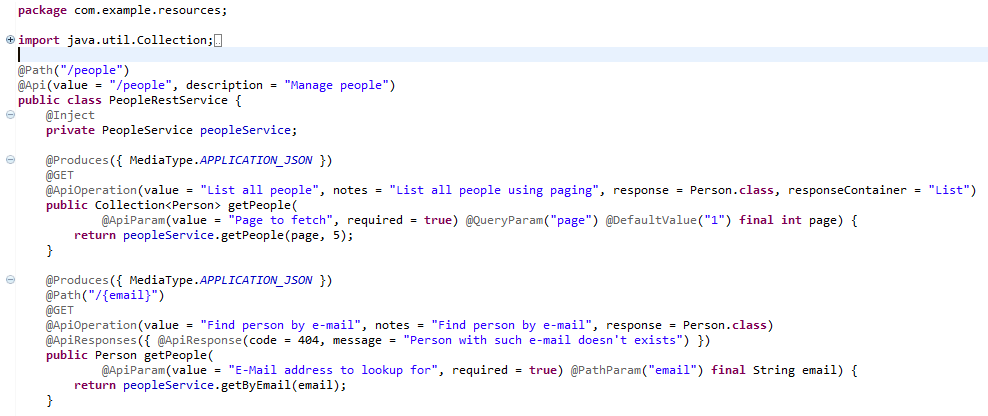 package com.example.resources;
import java.util.Collection;
@Path("/people")
@Api(value = "/people", description = "Manage people")
public class PeopleRestService {
@Inject
private PeopleService peopleService;
@Produces({ MediaType.APPLICATION_JSON })
@GET
@ApiOperation(value = "List all people", notes = "List all people using paging", response = Person.class, responseContainer = "List")
public Collection<Person> getPeople(
@ApiParam(value = "Page to fetch", required = true) @QueryParam("page") @DefaultValue("1") final int page) {
return peopleService.getPeople(page, 5);
}
@Produces({ MediaType.APPLICATION_JSON })
@Path("/{email}")
@GET
@ApiOperation(value = "Find person by e-mail", notes = "Find person by e-mail", response = Person.class)
@ApiResponses({ @ApiResponse(code = 404, message = "Person with such e-mail doesn't exists") })
public Person getPeople(
@ApiParam(value = "E-Mail address to lookup for", required = true) @PathParam("email") final String email) {
return peopleService.getByEmail(email);
}